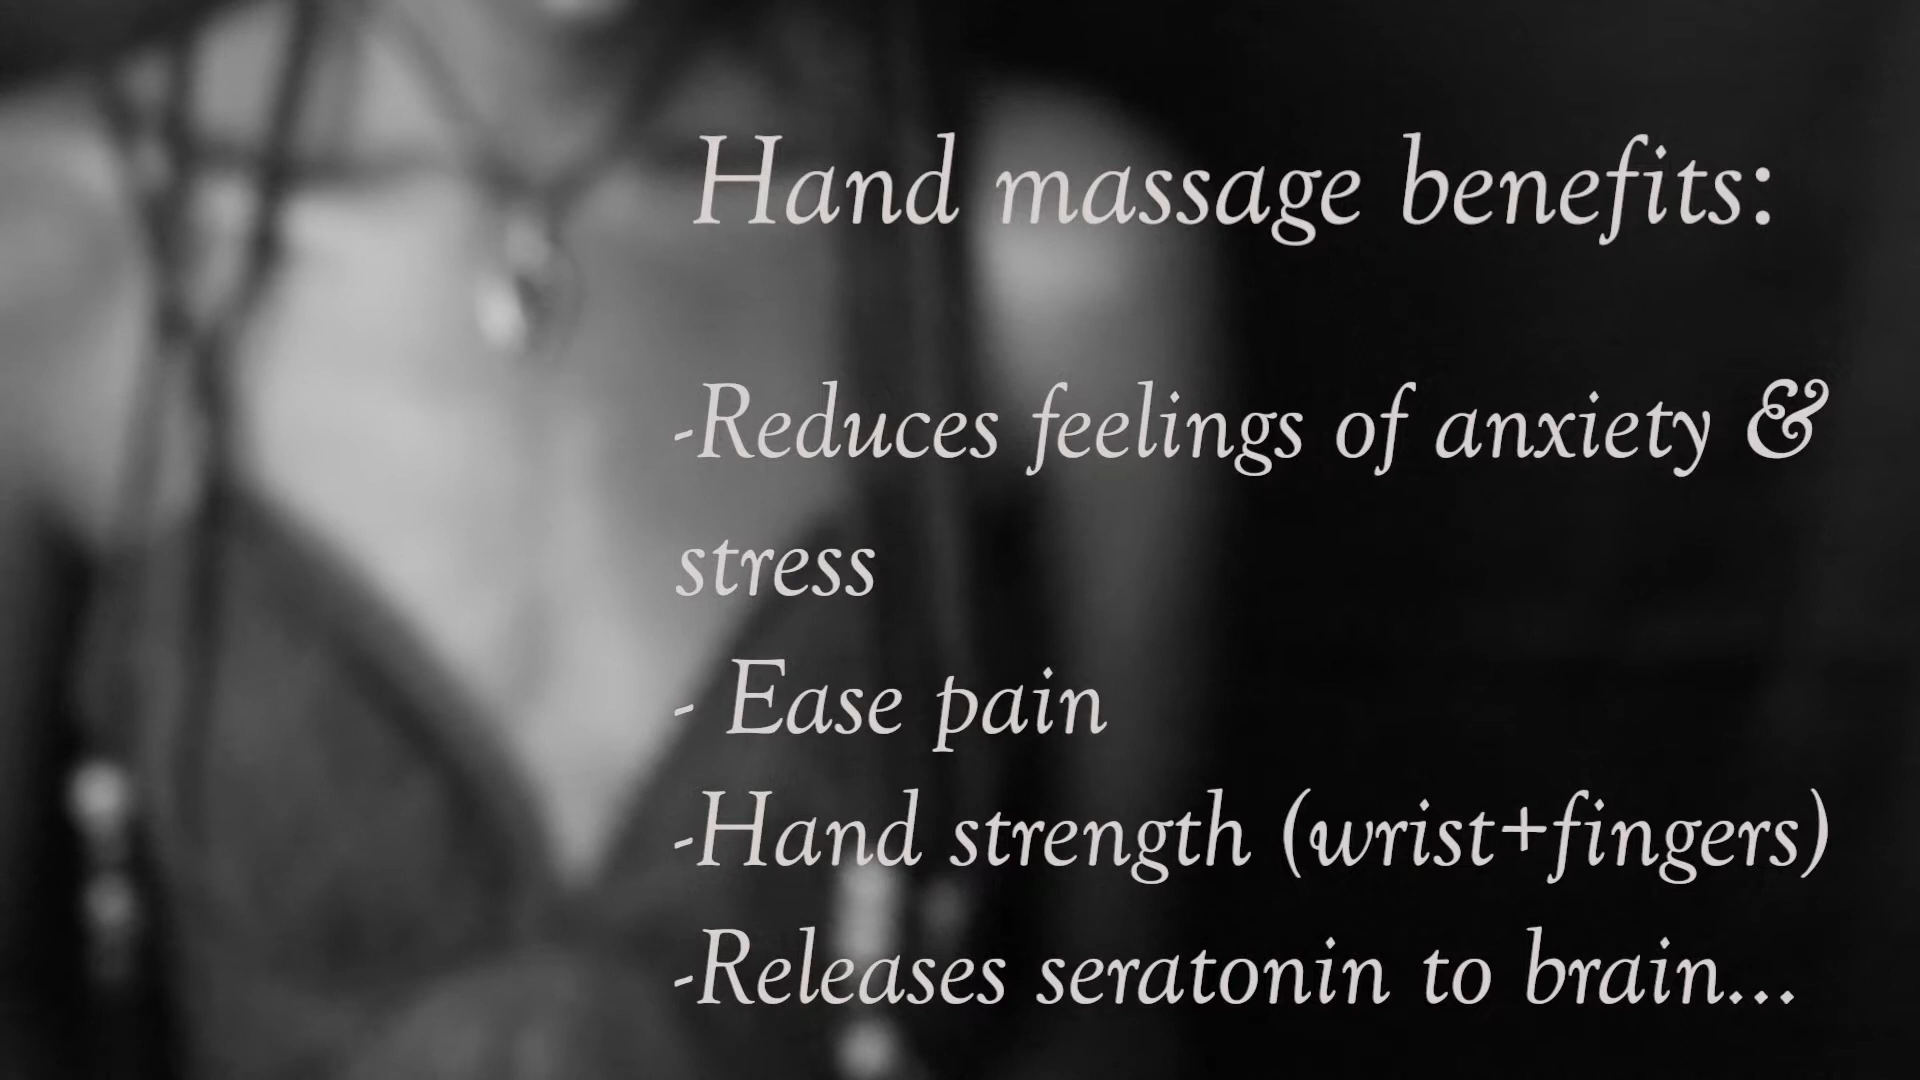 Hand massage benefits:
-Reduces feelings of anxiety &
stress
- Ease pain
-Hand strength (wrist+fingers)
-Releases seratonin to brain...